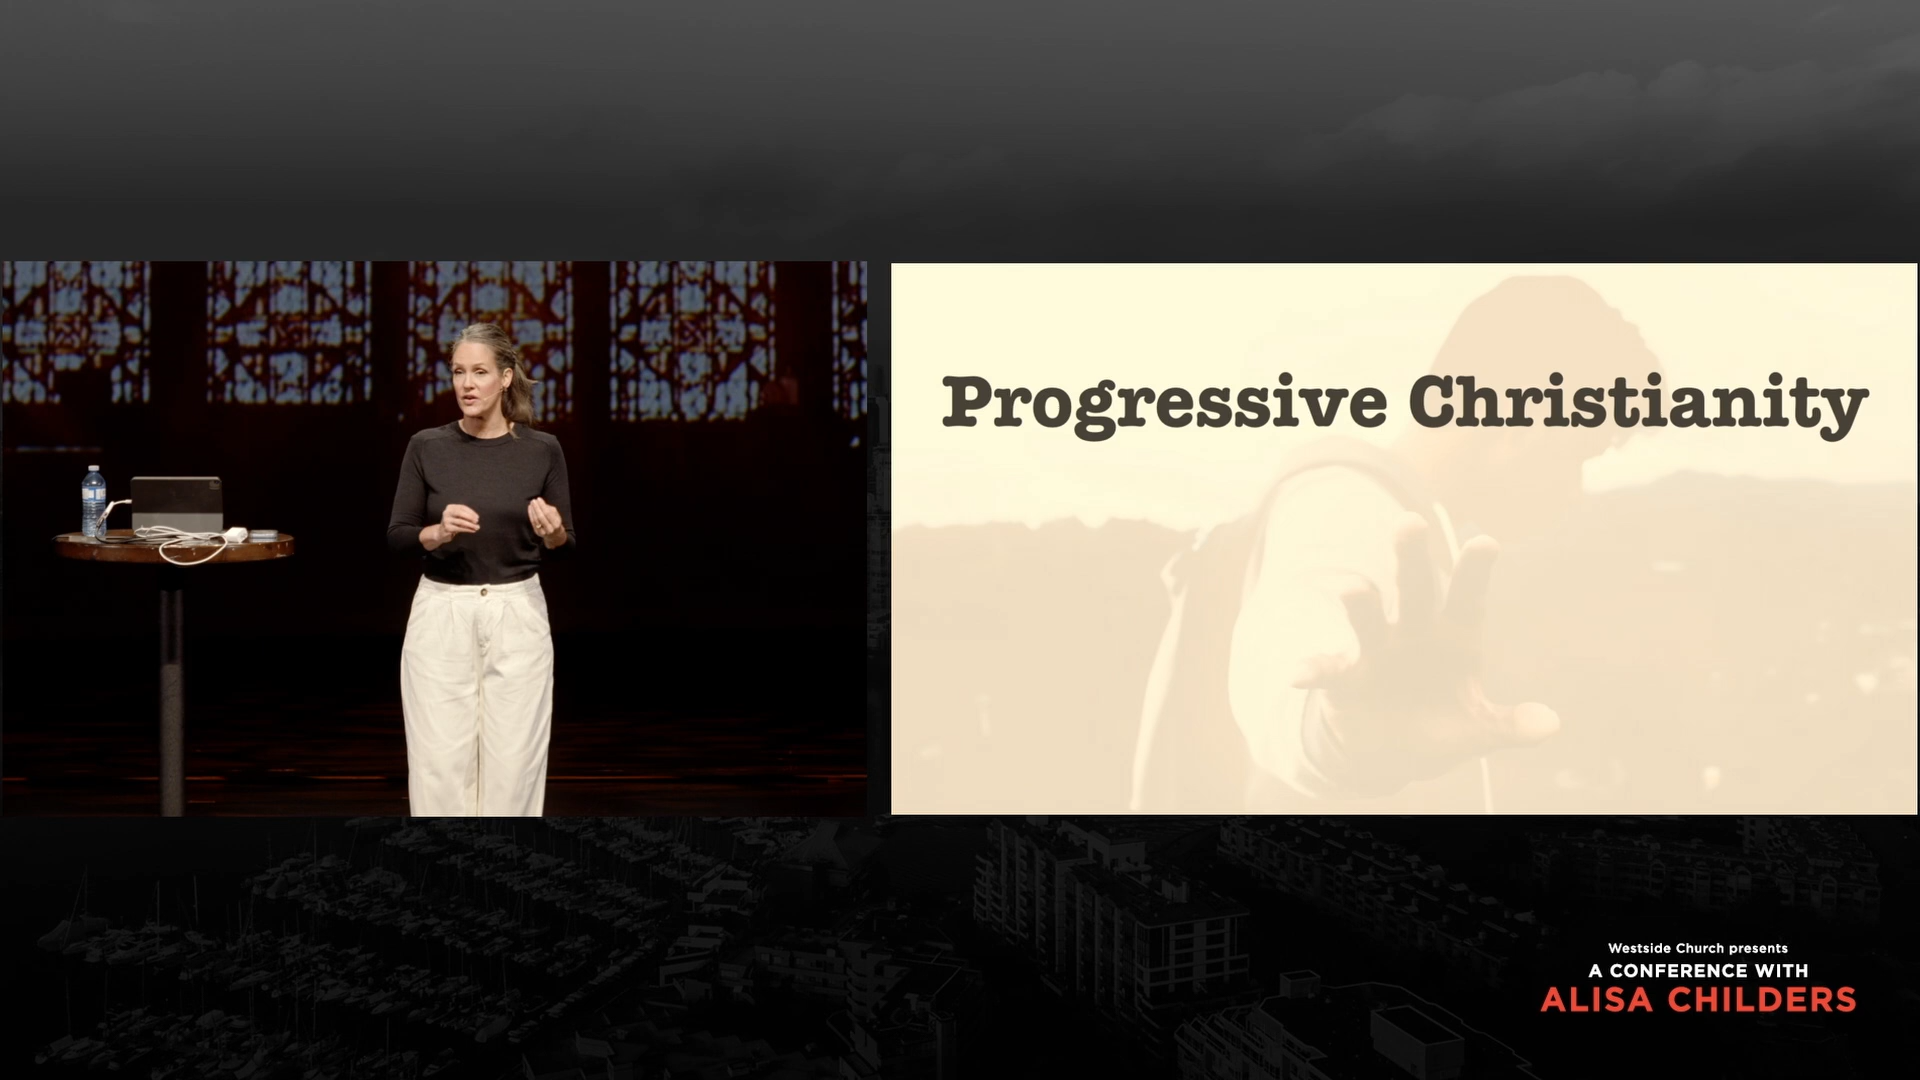 Progressive Christianity
Westside Church presents
A CONFERENCE WITH
ALISA CHILDERS